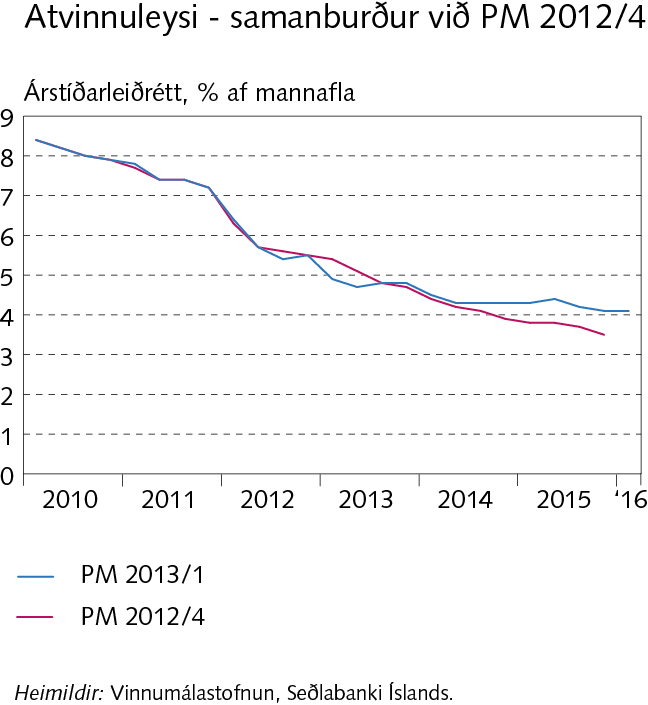 Atvinnuleysi - samanburður við PM 2012/4
Árstíðarleiðrétt, % af mannafla
9
8
7
6
5
4
3
2
1
0
2010 2011 2012 2013 2014 2015 ‘16
PM 2013/1
PM 2012/4
Heimildir: Vinnumálastofnun, Seðlabanki Íslands.